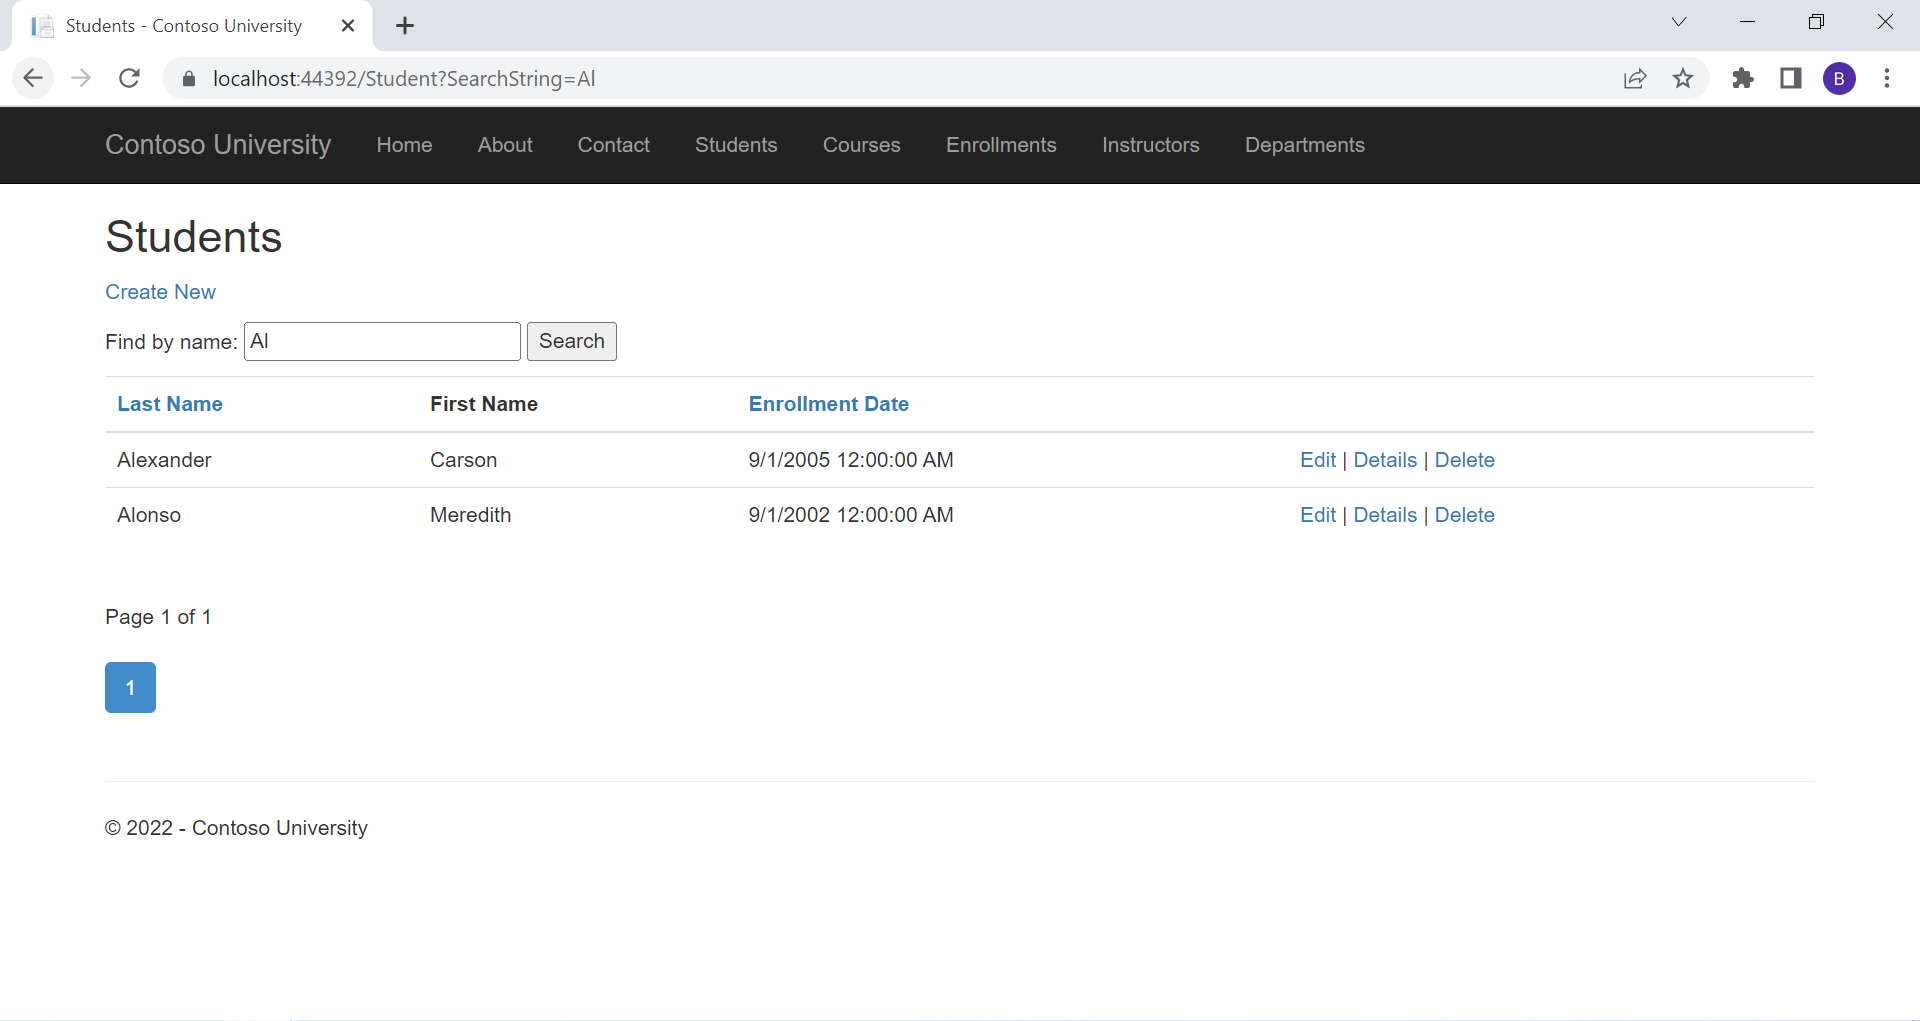 Students - Contoso University
localhost:44392/Student?SearchString=Al
B
Contoso University Home About Contact Students Courses Enrollments Instructors Departments
Students
Create New
Find by name: Al Search
Last Name First Name Enrollment Date
Alexander Carson 9/1/2005 12:00:00 AM Edit | Details | Delete
Alonso Meredith 9/1/2002 12:00:00 AM Edit | Details | Delete
Page 1 of 1
1
© 2022 - Contoso University